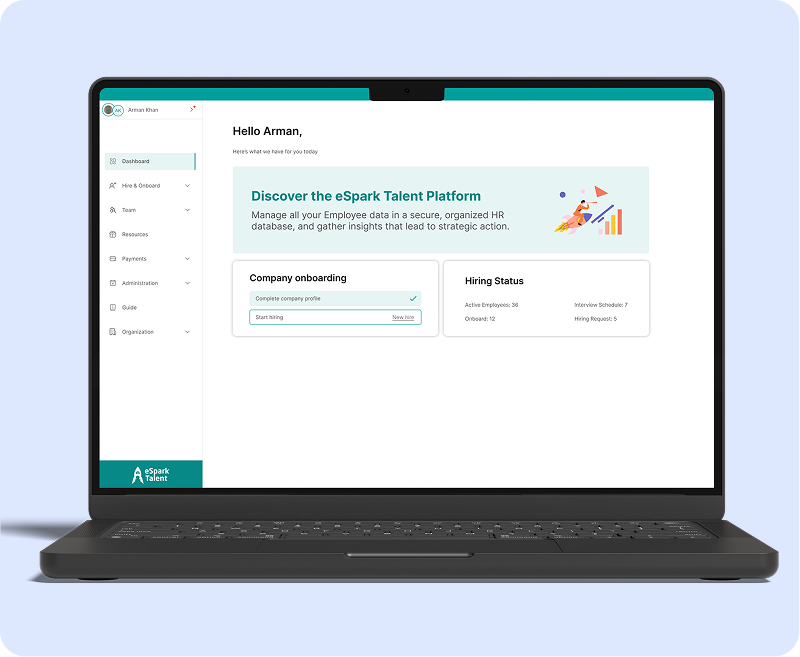 AK Arman Khan
Dashboard
Hire & Onboard
Team
Resources
Payments
Administration
Guide
Organization
eSpark
Talent
Hello Arman,
Here's what we have for you today
Discover the eSpark Talent Platform
Manage all your Employee data in a secure, organized HR
database, and gather insights that lead to strategic action.
Company onboarding
Complete company profile
Start hiring New hire
Hiring Status
Active Employees: 36 Interview Schedule: 7
Onboard: 12 Hiring Request: 5